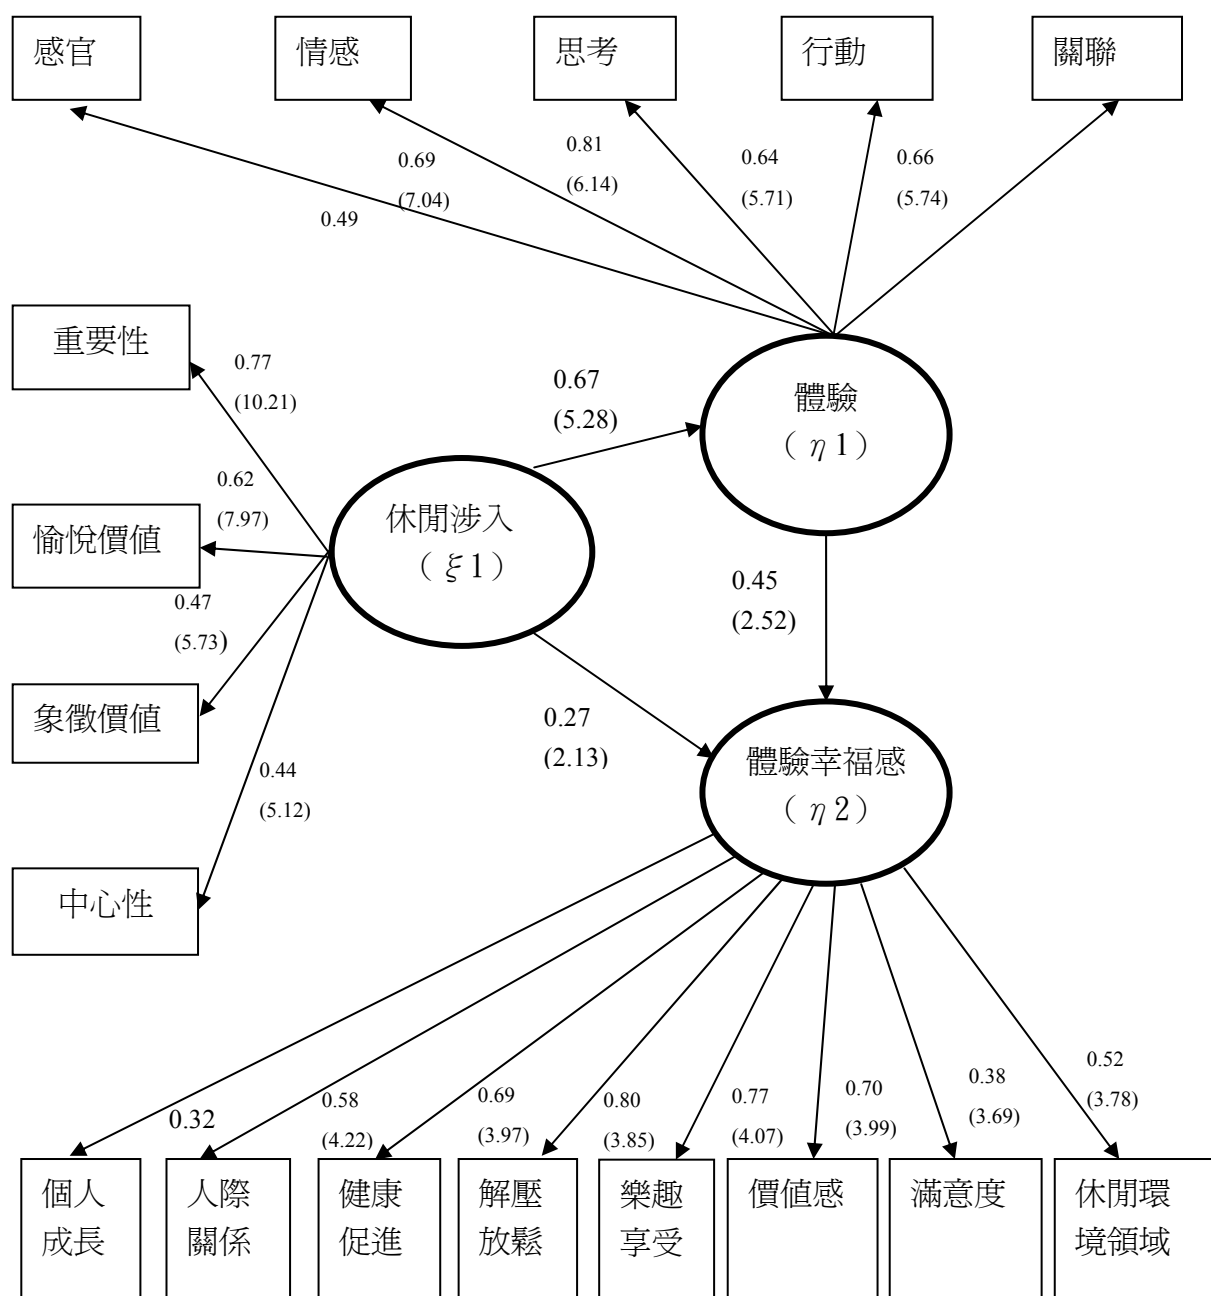 感官
情感
思考
行動
關聯
0.69
(7.04)
0.49
0.81
(6.14)
0.64
(5.71)
0.66
(5.74)
重要性
0.77
(10.21)
0.67
(5.28)
體驗
（η1）
愉悅價值
0.62
(7.97)
休閒涉入
（ξ1）
0.47
(5.73)
0.45
(2.52)
象徵價值
0.44
(5.12)
0.27
(2.13)
體驗幸福感
（η2）
中心性
0.32
0.58
(4.22)
0.69
(3.97)
0.80
(3.85)
0.77
(4.07)
0.70
(3.99)
0.38
(3.69)
0.52
(3.78)
個人
成長
人際
關係
健康
促進
解壓
放鬆
樂趣
享受
價值感
滿意度
休閒環
境領域